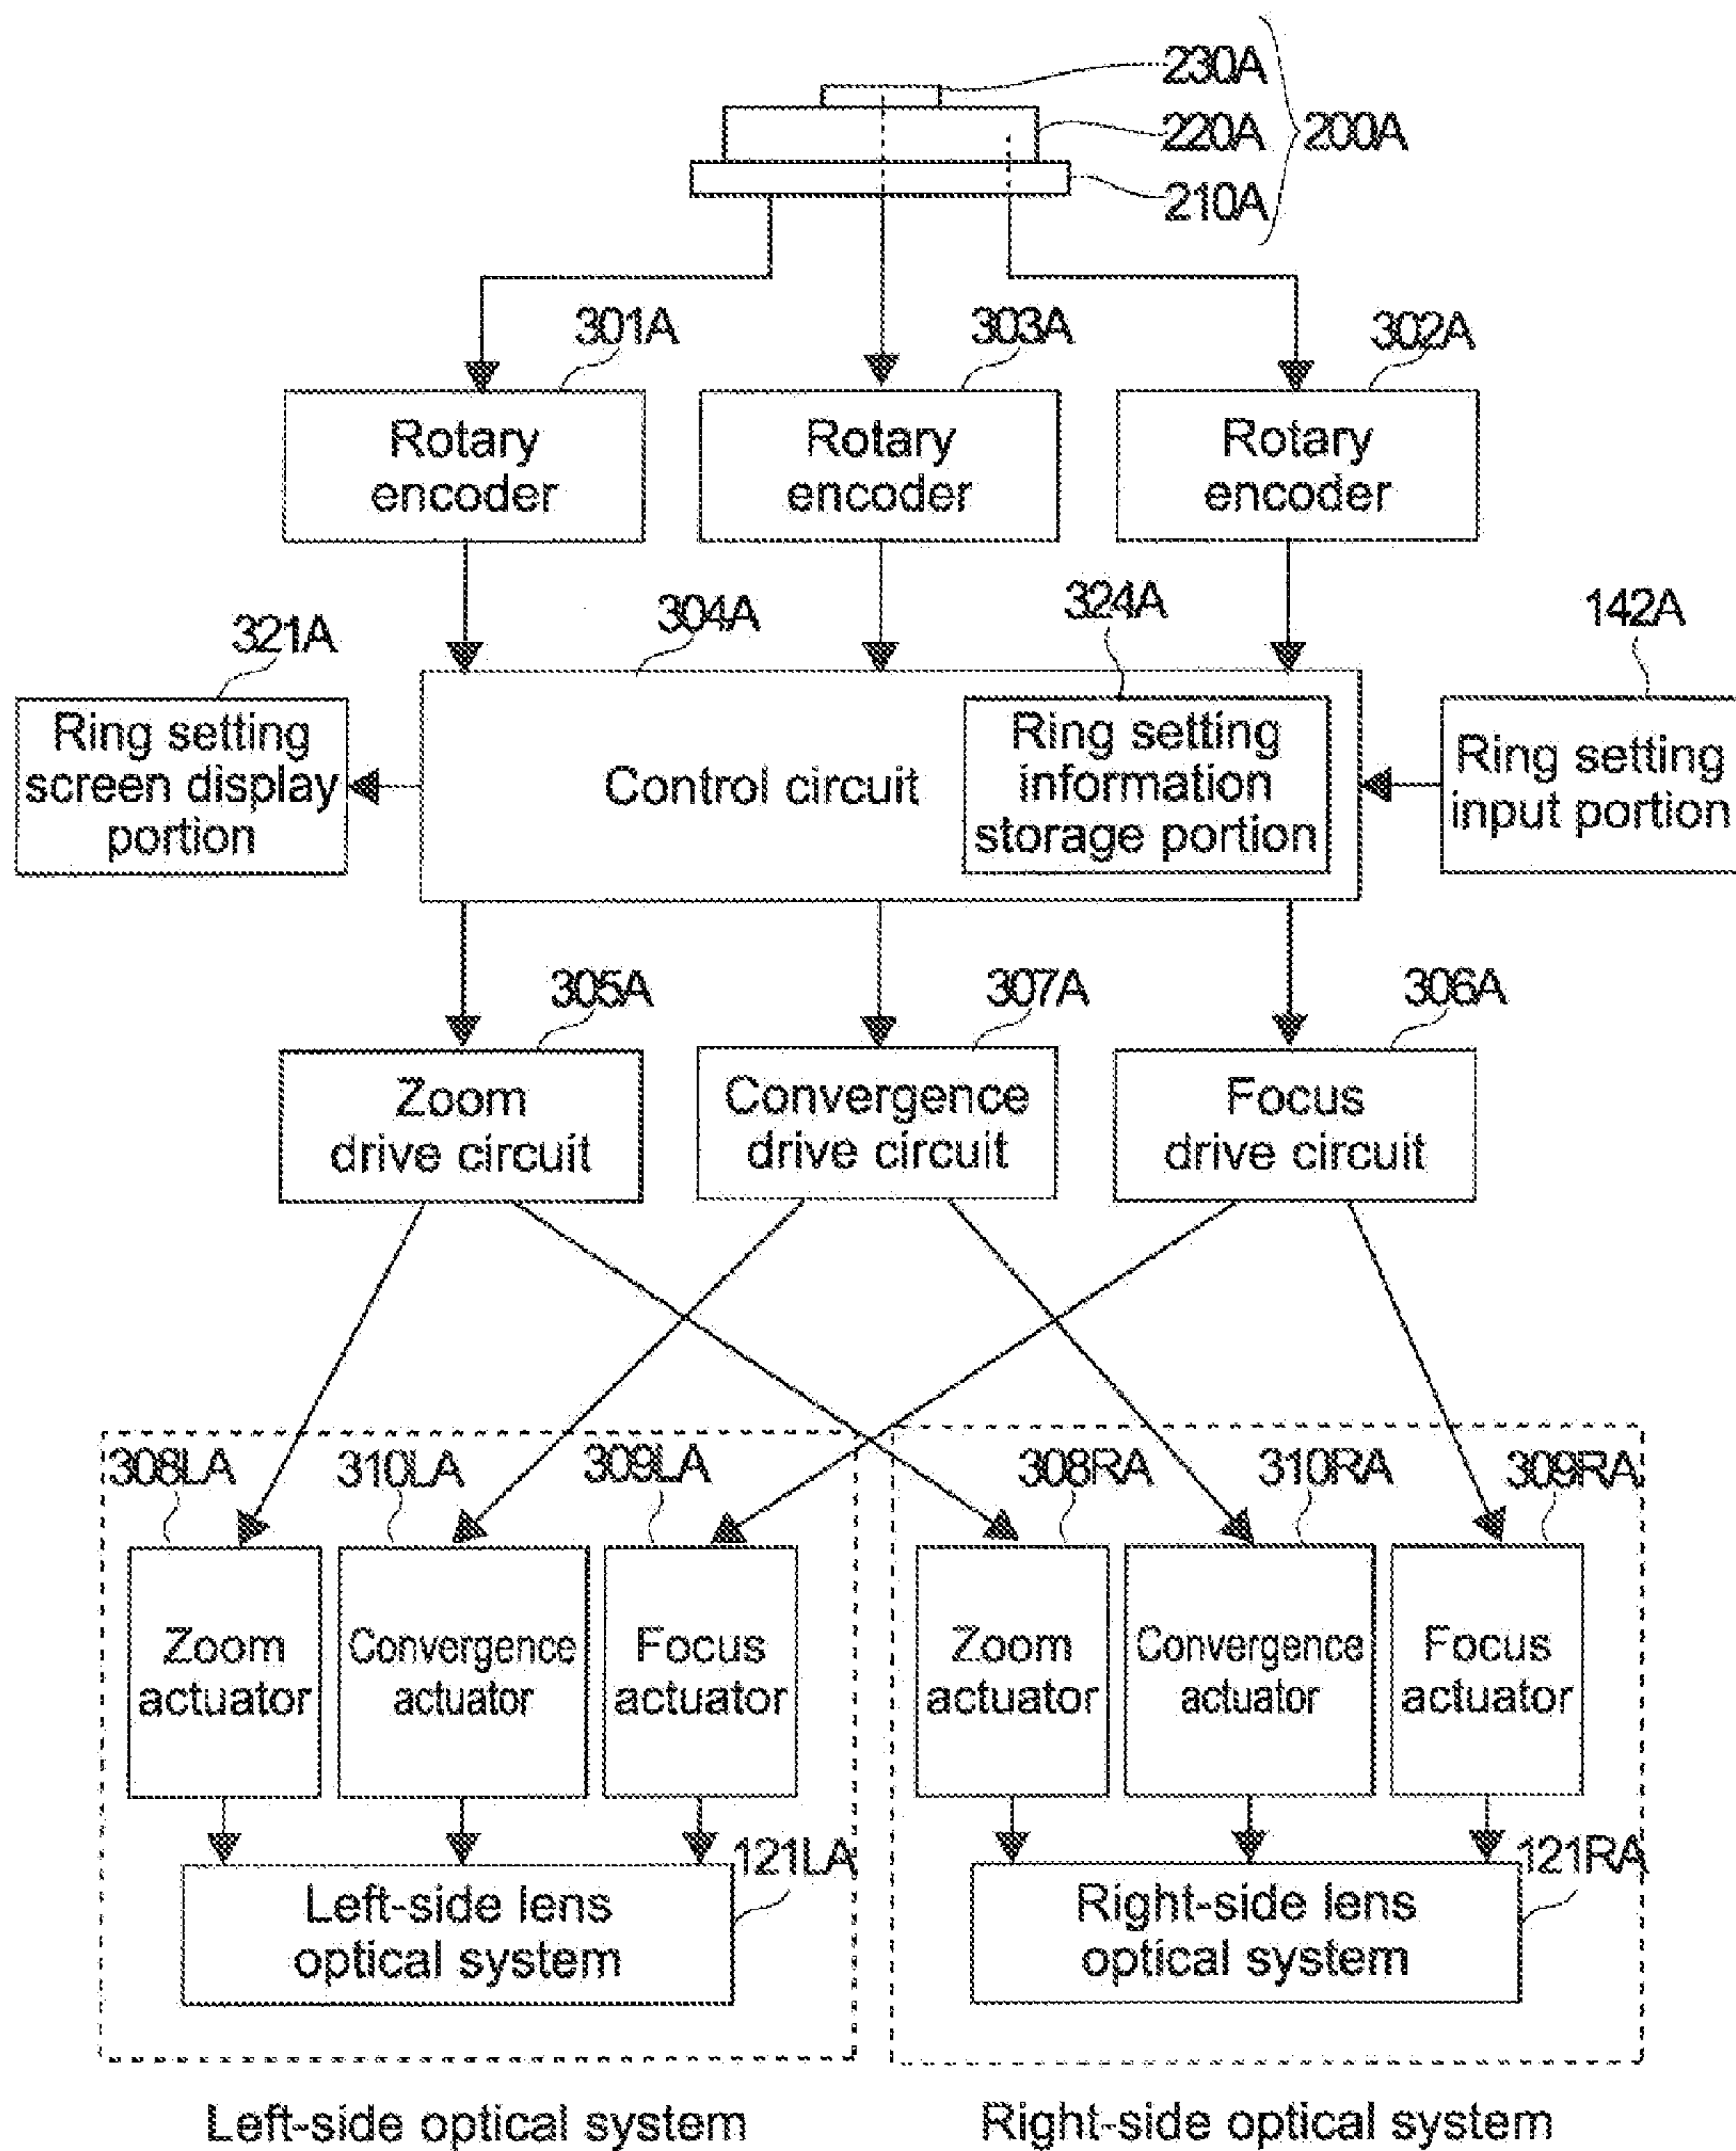 230A
220A
200A
210A
301A
303A
302A
Rotary
encoder
Rotary
encoder
Rotary
encoder
321A
304A
324A
142A
Ring setting
screen display
portion
Control circuit
Ring setting
information
storage portion
Ring setting
input portion
305A
307A
306A
Zoom
drive circuit
Convergence
drive circuit
Focus
drive circuit
308LA
310LA
309LA
308RA
310RA
309RA
Zoom
actuator
Convergence
actuator
Focus
actuator
Zoom
actuator
Convergence
actuator
Focus
actuator
121LA
121RA
Left-side lens
optical system
Right-side lens
optical system
Left-side optical system
Right-side optical system